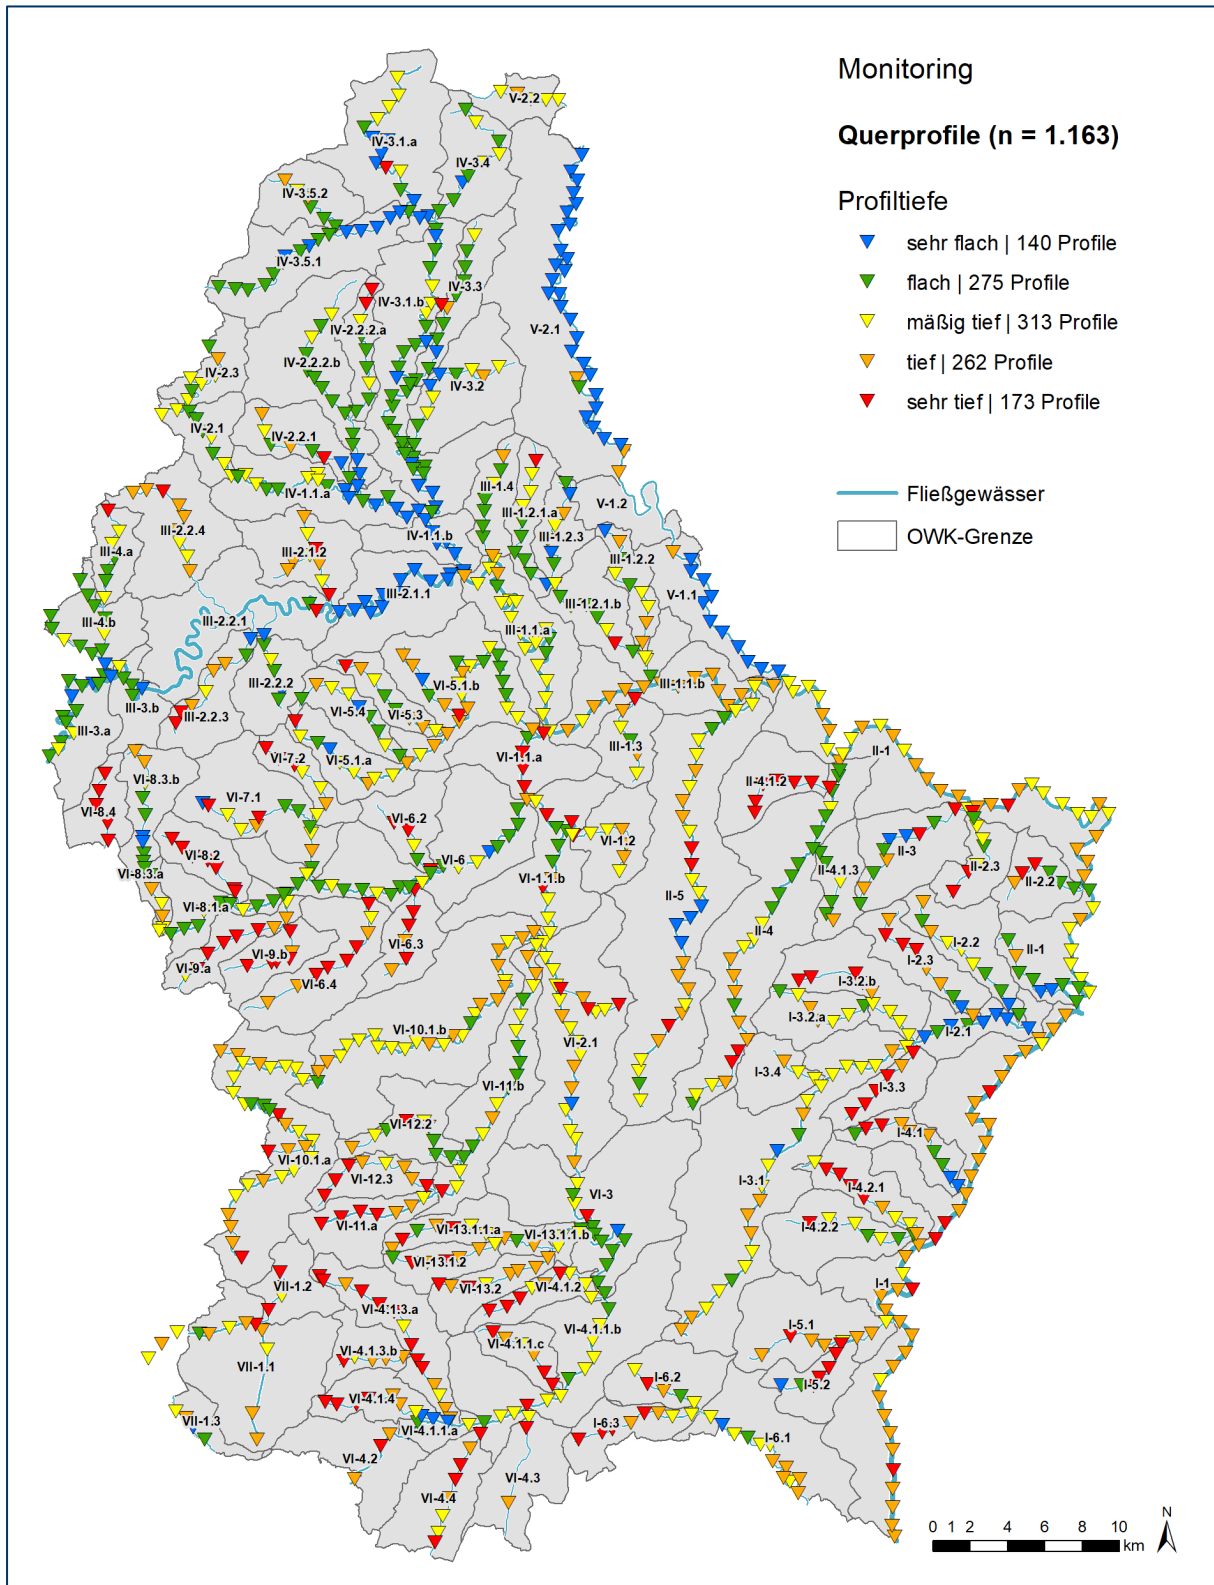 Monitoring
Querprofile (n = 1.163)
Profiltiefe
sehr flach | 140 Profile
flach | 275 Profile
mäßig tief | 313 Profile
tief | 262 Profile
sehr tief | 173 Profile
Fließgewässer
OWK-Grenze
V-2.2
IV-3.1.a
IV-3.4
IV-3.5.2
IV-3.5.1
IV-3.3
IV-3.1.b
IV-2.2.2.a
V-2.1
IV-2.2.2.b
IV-2.3
IV-3.2
IV-2.1
IV-2.2.1
IV-1.1.a
III-1.4
III-1.2.1.a
V-1.2
III-2.2.4
IV-1.1.b
III-1.2.3
III-4.a
III-2.1.2
III-1.2.2
III-2.1.1
V-1.1
III-1.2.1.b
III-4.b
III-2.2.1
III-1.1.a
III-2.2.2
VI-5.1.b
III-1.1.b
III-3.b
III-2.2.3
VI-5.4
VI-5.3
III-3.a
III-1.3
II-1
VI-7.2
VI-5.1.a
VI-1.1.a
VI-8.3.b
II-4.1.2
VI-7.1
VI-8.4
VI-6.2
VI-1.2
II-3
VI-8.2
VI-6
II-2.3
VI-8.3.a
II-4.1.3
VI-1.1.b
II-2.2
II-5
VI-8.1.a
II-4
VI-6.3
I-2.2
VI-9.b
II-1
I-2.3
VI-9.a
VI-6.4
I-3.2.b
I-3.2.a
VI-10.1.b
I-2.1
VI-2.1
I-3.4
VI-11.b
I-3.3
VI-12.2
I-4.1
VI-10.1.a
VI-12.3
I-3.1
I-4.2.1
VI-3
VI-11.a
I-4.2.2
VI-13.1.1.a
VI-13.1.1.b
VI-13.1.2
VII-1.2
VI-13.2
VI-4.1.2
I-1
VI-4.1.3.a
I-5.1
VI-4.1.1.b
VI-4.1.1.c
VI-4.1.3.b
VII-1.1
I-6.2
I-5.2
VI-4.1.4
VII-1.3
VI-4.1.1.a
I-6.3
I-6.1
VI-4.2
VI-4.3
VI-4.4
N
0 1 2 4 6 8 10
km